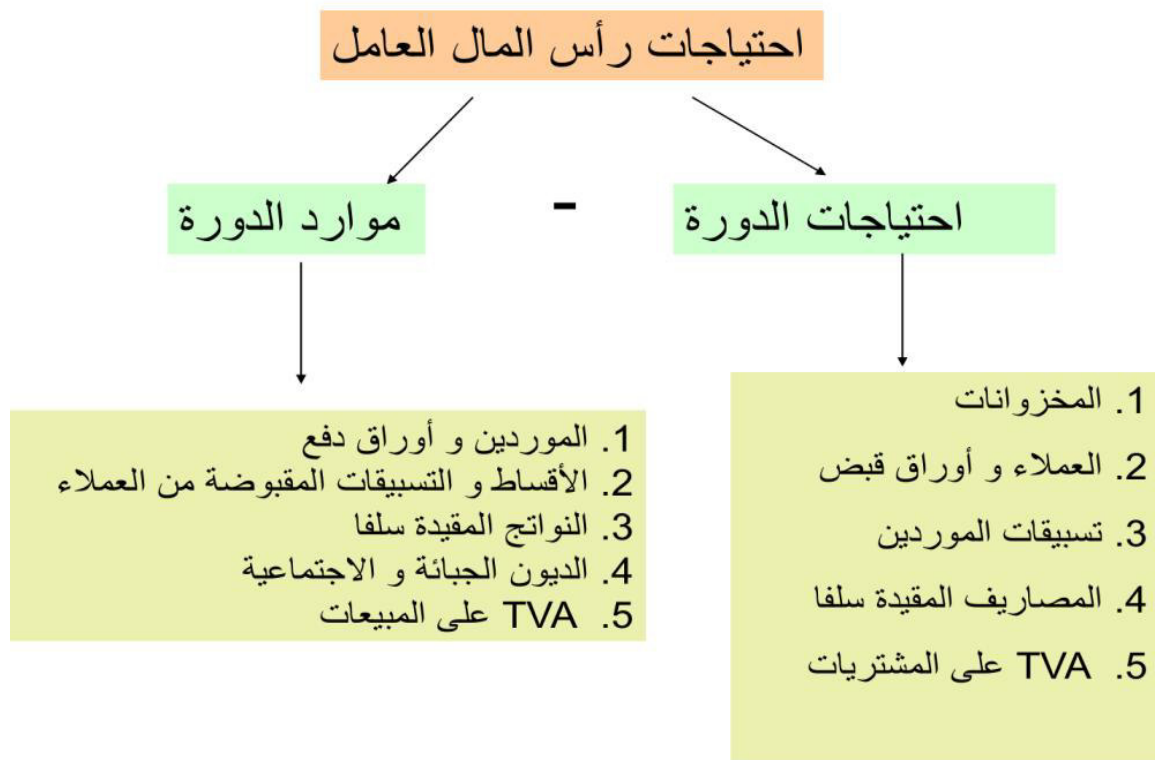 احتياجات رأس المال العامل
احتياجات الدورة
-
موارد الدورة
1. المخزوانات
2. العملاء و أوراق قبض
3. تسبيقات الموردين
4. المصاريف المقيدة سلفا
5. TVA على المشتريات
1. الموردين و أوراق دفع
2. الأقساط و التسبيقات المقبوضة من العملاء
3. النواتج المقيدة سلفا
4. الديون الجبائة و الاجتماعية
5. TVA على المبيعات